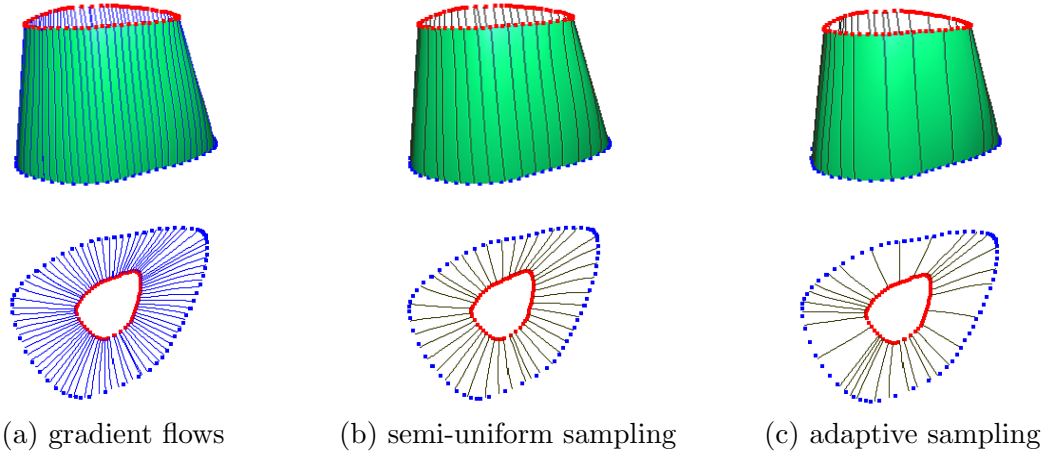 (a) gradient flows
(b) semi-uniform sampling
(c) adaptive sampling